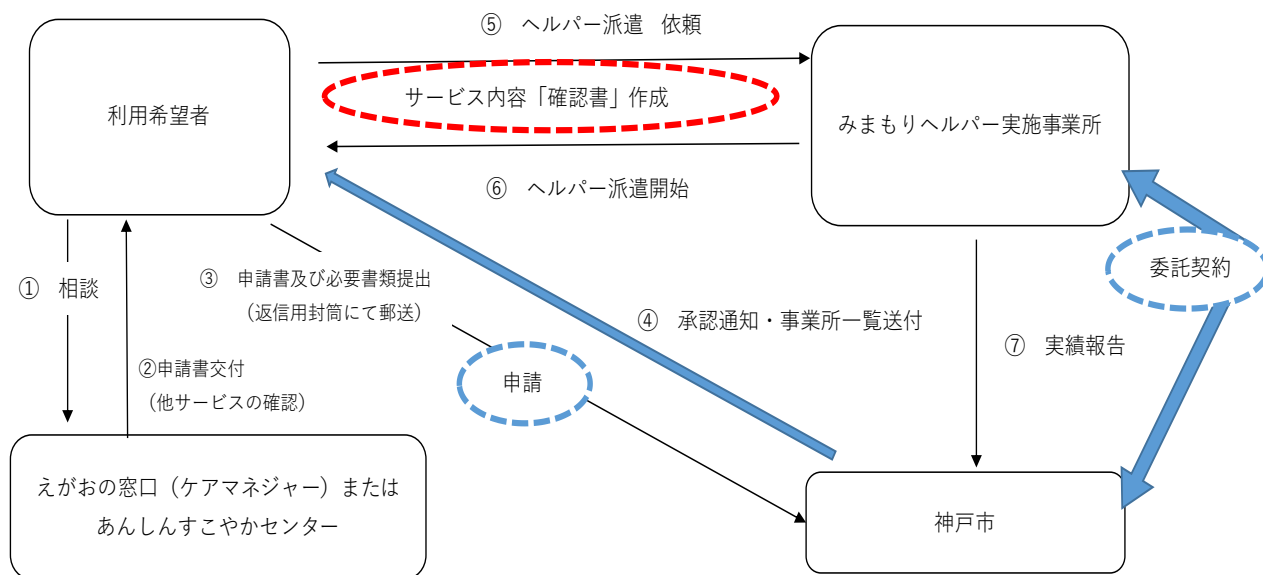 ⑤　ヘルパー派遣　依頼
サービス内容「確認書」作成
利用希望者
みまもりヘルパー実施事業所
⑥　ヘルパー派遣開始
①　相談
③　申請書及び必要書類提出
（返信用封筒にて郵送）
委託契約
④　承認通知・事業所一覧送付
⑦　実績報告
②申請書交付
（他サービスの確認）
申請
えがおの窓口（ケアマネジャー）または
あんしんすこやかセンター
神戸市